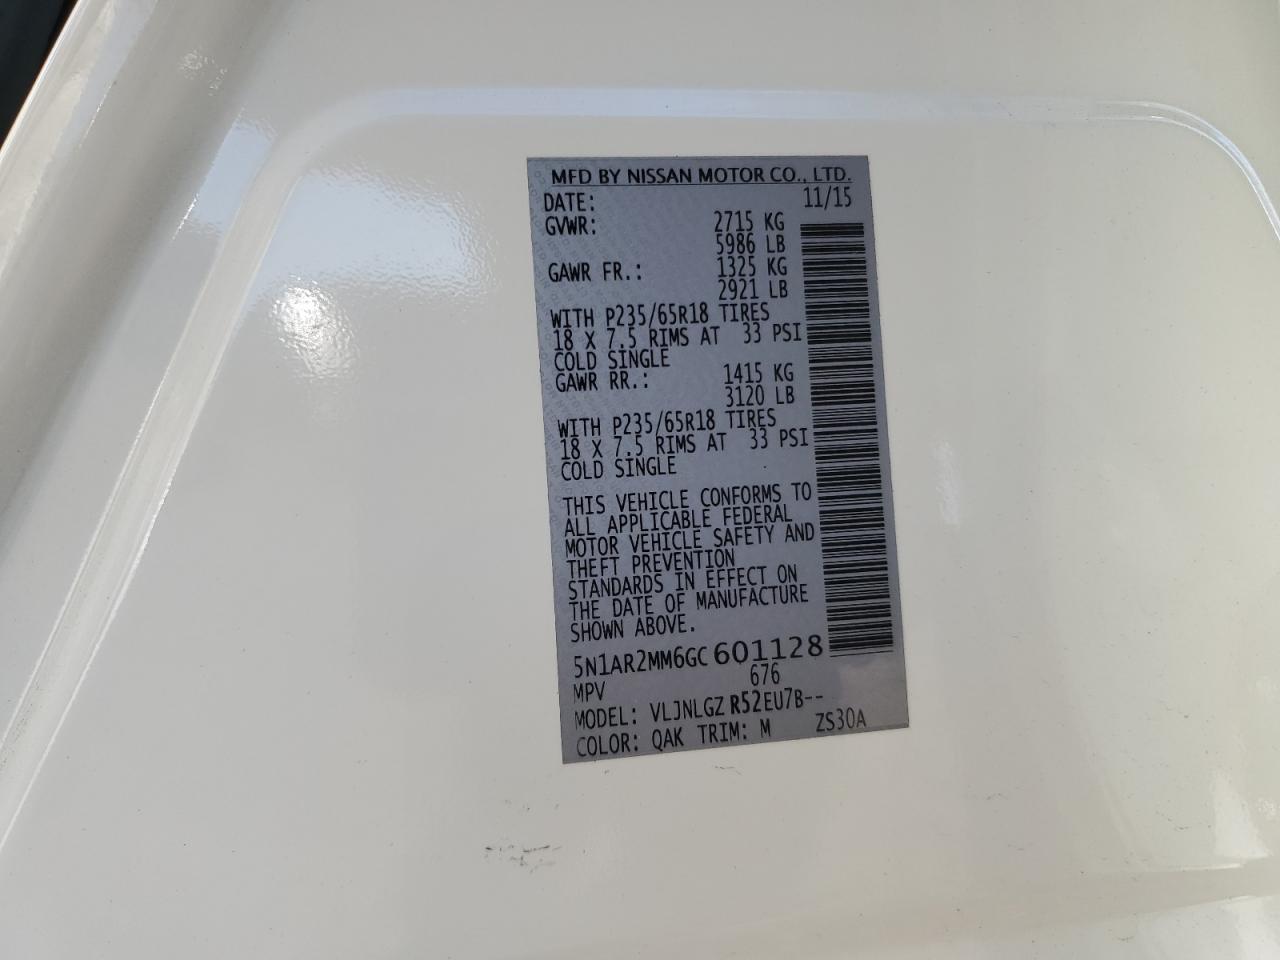 MFD BY NISSAN MOTOR CO., LTD.
DATE: 11/15
GVWR: 2715 KG
5986 LB
GAWR FR.: 1325 KG
2921 LB
WITH P235/65R18 TIRES
18 X 7.5 RIMS AT 33 PSI
COLD SINGLE
GAWR RR.: 1415 KG
3120 LB
WITH P235/65R18 TIRES
18 X 7.5 RIMS AT 33 PSI
COLD SINGLE
THIS VEHICLE CONFORMS TO
ALL APPLICABLE FEDERAL
MOTOR VEHICLE SAFETY AND
THEFT PREVENTION
STANDARDS IN EFFECT ON
THE DATE OF MANUFACTURE
SHOWN ABOVE.
5N1AR2MM6GC 601128
MPV 676
MODEL: VLJNLGZ R52EU7B--
COLOR: QAK TRIM: M ZS30A